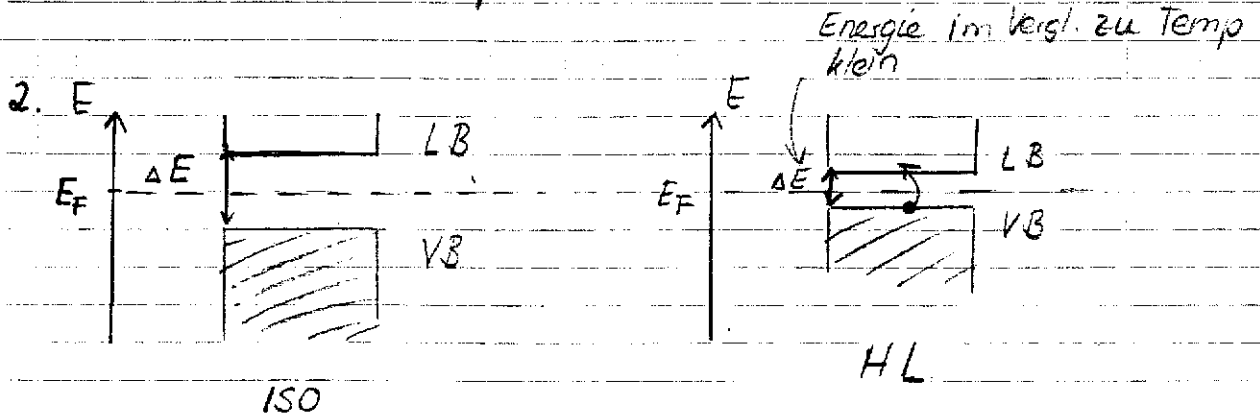 Energie im Vergl. zu Temp
klein
2. E
E
LB
LB
ΔE
ΔE
E_F
E_F
VB
VB
HL
ISO